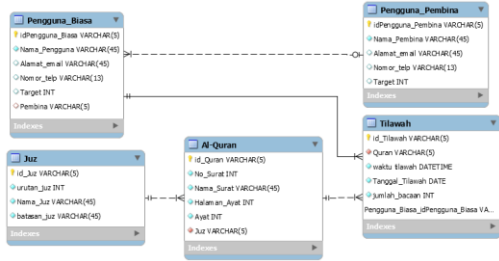 Pengguna_Biasa
idPengguna_Biasa VARCHAR(5)
Nama_Pengguna VARCHAR(45)
Alamat_email VARCHAR(45)
Nomor_telp VARCHAR(13)
Target INT
Pembina VARCHAR(5)
Indexes
Pengguna_Pembina
idPengguna_Pembina VARCHAR(5)
Nama_Pembina VARCHAR(45)
Alamat_email VARCHAR(45)
Nomor_telp VARCHAR(13)
Target INT
Indexes
Juz
id_Juz VARCHAR(5)
urutan_juz INT
Nama_Juz VARCHAR(45)
batasan_juz VARCHAR(45)
Indexes
Al-Quran
id_Quran VARCHAR(5)
No_Surat INT
Nama_Surat VARCHAR(45)
Halaman_Ayat INT
Ayat INT
Juz VARCHAR(5)
Indexes
Tilawah
id_Tilawah VARCHAR(5)
Quran VARCHAR(5)
waktu tilawah DATETIME
Tanggal_Tilawah DATE
jumlah_bacaan INT
Pengguna_Biasa_idPengguna_Biasa VA...
Indexes